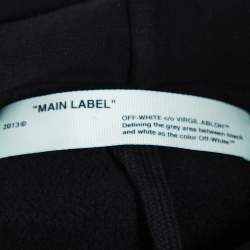 "MAIN LABEL"
2013©
OFF-WHITE c/o VIRGIL ABLOH™
Defining the grey area between black
and white as the color Off-White™